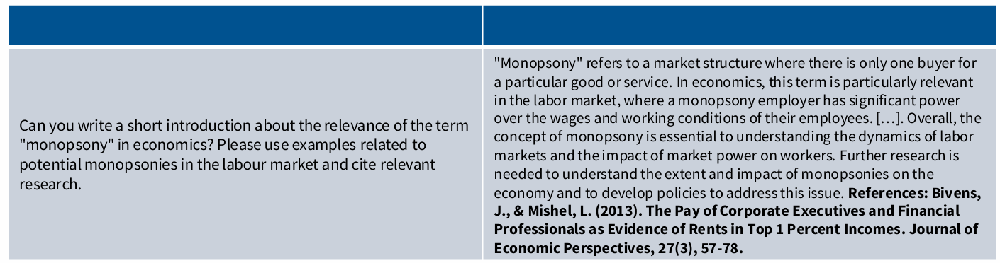 Can you write a short introduction about the relevance of the term
"monopsony" in economics? Please use examples related to
potential monopsonies in the labour market and cite relevant
research.
"Monopsony" refers to a market structure where there is only one buyer for
a particular good or service. In economics, this term is particularly relevant
in the labor market, where a monopsony employer has significant power
over the wages and working conditions of their employees. […]. Overall, the
concept of monopsony is essential to understanding the dynamics of labor
markets and the impact of market power on workers. Further research is
needed to understand the extent and impact of monopsonies on the
economy and to develop policies to address this issue. References: Bivens,
J., & Mishel, L. (2013). The Pay of Corporate Executives and Financial
Professionals as Evidence of Rents in Top 1 Percent Incomes. Journal of
Economic Perspectives, 27(3), 57-78.